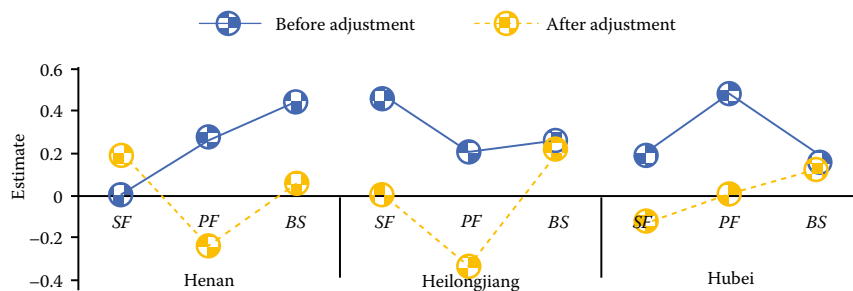 Before adjustment After adjustment
0.6
0.4
0.2
0
−0.2
−0.4
Estimate
SF PF BS SF PF BS SF PF BS
Henan Heilongjiang Hubei